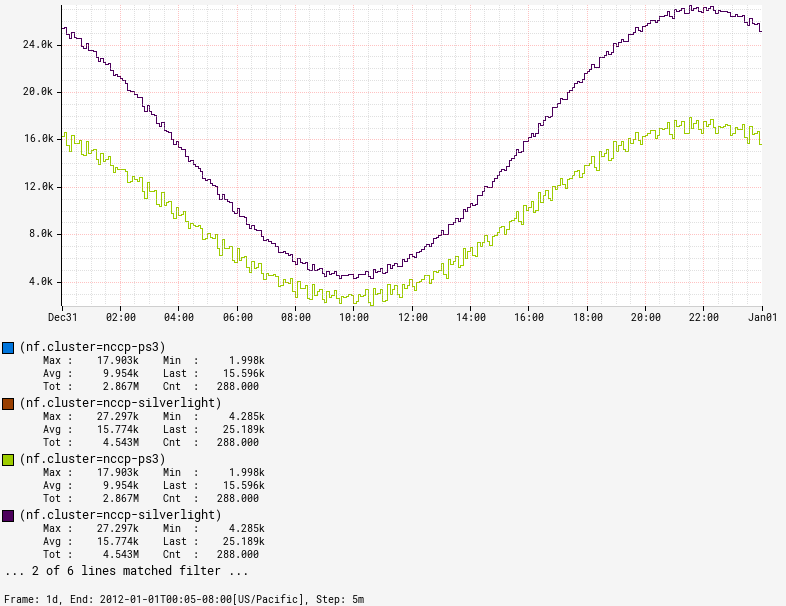 24.0k
20.0k
16.0k
12.0k
8.0k
4.0k
Dec31 02:00 04:00 06:00 08:00 10:00 12:00 14:00 16:00 18:00 20:00 22:00 Jan01
(nf.cluster=nccp-ps3)
Max : 17.903k Min : 1.998k
Avg : 9.954k Last : 15.596k
Tot : 2.867M Cnt : 288.000
(nf.cluster=nccp-silverlight)
Max : 27.297k Min : 4.285k
Avg : 15.774k Last : 25.189k
Tot : 4.543M Cnt : 288.000
(nf.cluster=nccp-ps3)
Max : 17.903k Min : 1.998k
Avg : 9.954k Last : 15.596k
Tot : 2.867M Cnt : 288.000
(nf.cluster=nccp-silverlight)
Max : 27.297k Min : 4.285k
Avg : 15.774k Last : 25.189k
Tot : 4.543M Cnt : 288.000
... 2 of 6 lines matched filter ...
Frame: 1d, End: 2012-01-01T00:05-08:00[US/Pacific], Step: 5m